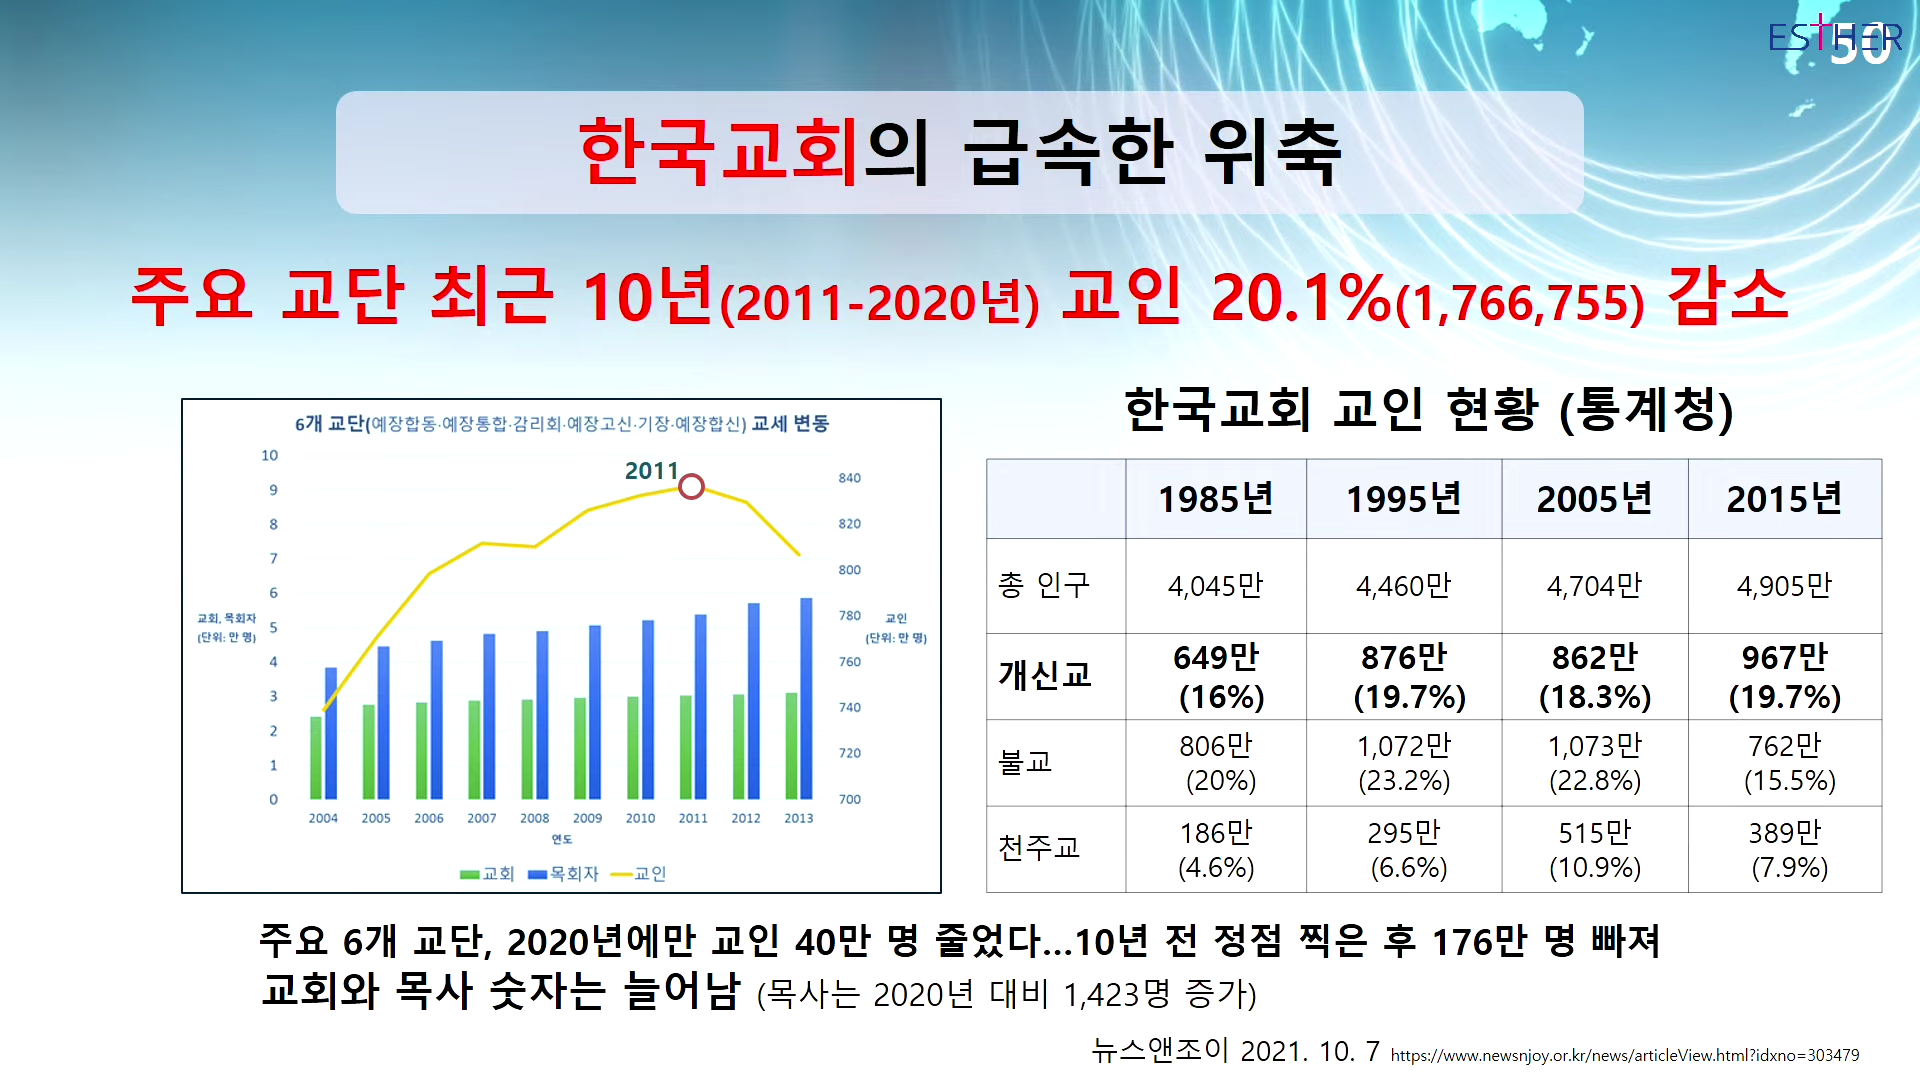 ESTHER
50
한국교회의 급속한 위축
주요 교단 최근 10년(2011-2020년) 교인 20.1%(1,766,755) 감소
6개 교단(예장합동·예장통합·감리회·예장고신·기장·예장합신) 교세 변동
10
9
8
7
6
5
4
3
2
1
0
교회, 목회자
(단위: 만 명)
2011
840
820
800
780
760
740
720
700
교인
(단위: 만 명)
2004 2005 2006 2007 2008 2009 2010 2011 2012 2013
연도
교회 목회자 교인
한국교회 교인 현황 (통계청)
1985년 1995년 2005년 2015년
총 인구 4,045만 4,460만 4,704만 4,905만
개신교 649만 (16%) 876만 (19.7%) 862만 (18.3%) 967만 (19.7%)
불교 806만 (20%) 1,072만 (23.2%) 1,073만 (22.8%) 762만 (15.5%)
천주교 186만 (4.6%) 295만 (6.6%) 515만 (10.9%) 389만 (7.9%)
주요 6개 교단, 2020년에만 교인 40만 명 줄었다...10년 전 정점 찍은 후 176만 명 빠져
교회와 목사 숫자는 늘어남 (목사는 2020년 대비 1,423명 증가)
뉴스앤조이 2021. 10. 7 https://www.newsnjoy.or.kr/news/articleView.html?idxno=303479